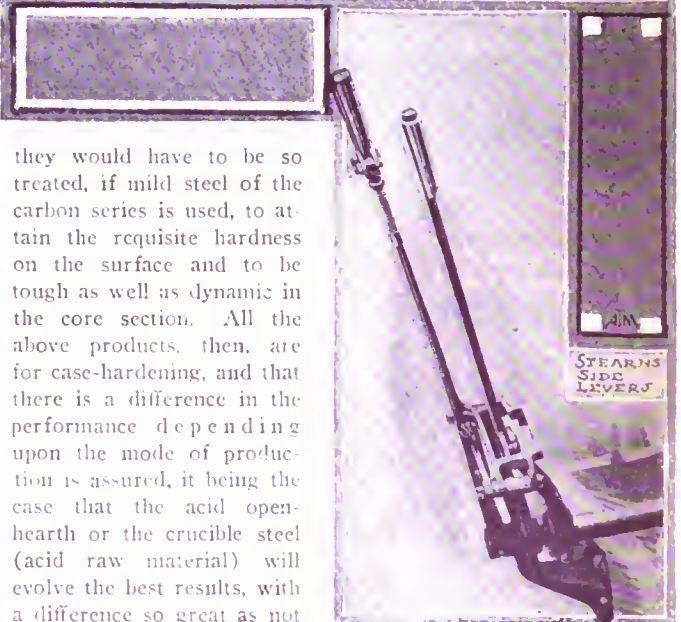 they would have to be so
treated, if mild steel of the
carbon series is used, to at-
tain the requisite hardness
on the surface and to be
tough as well as dynamic in
the core section. All the
above products, then, are
for case-hardening, and that
there is a difference in the
performance depending
upon the mode of produc-
tion is assured, it being the
case that the acid open-
hearth or the crucible steel
(acid raw material) will
evolve the best results, with
a difference so great as not
ATM
STEARNS
SIDE
LEVERS